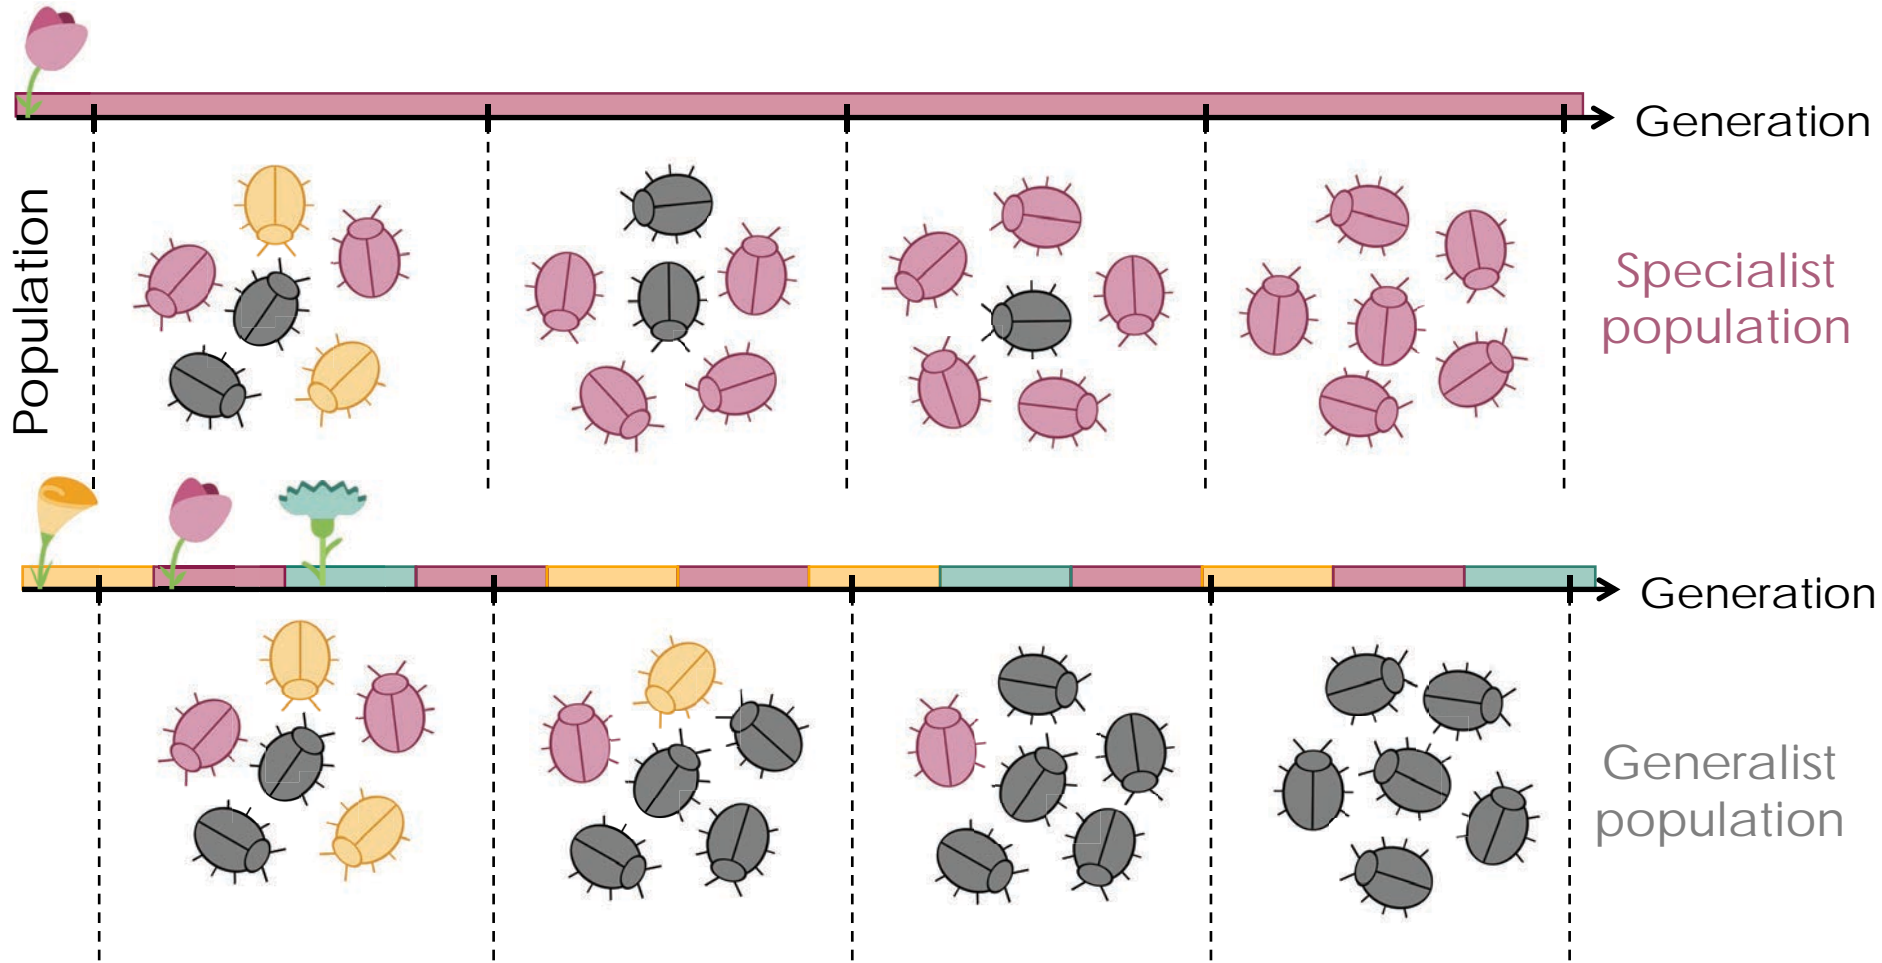 Generation
Population
Specialist
population
Generation
Generalist
population